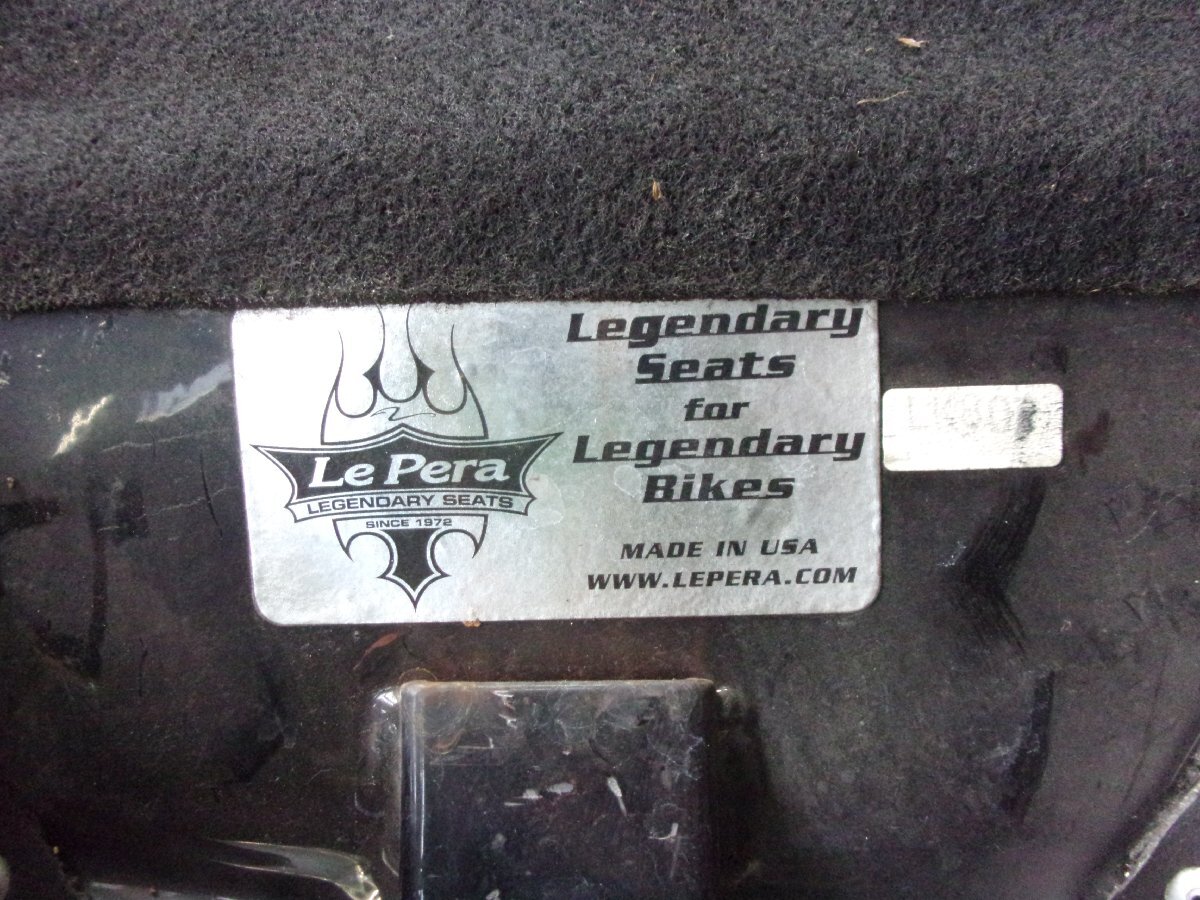 Le Pera
LEGENDARY SEATS
SINCE 1972
Legendary
Seats
for
Legendary
Bikes
MADE IN USA
WWW.LEPERA.COM